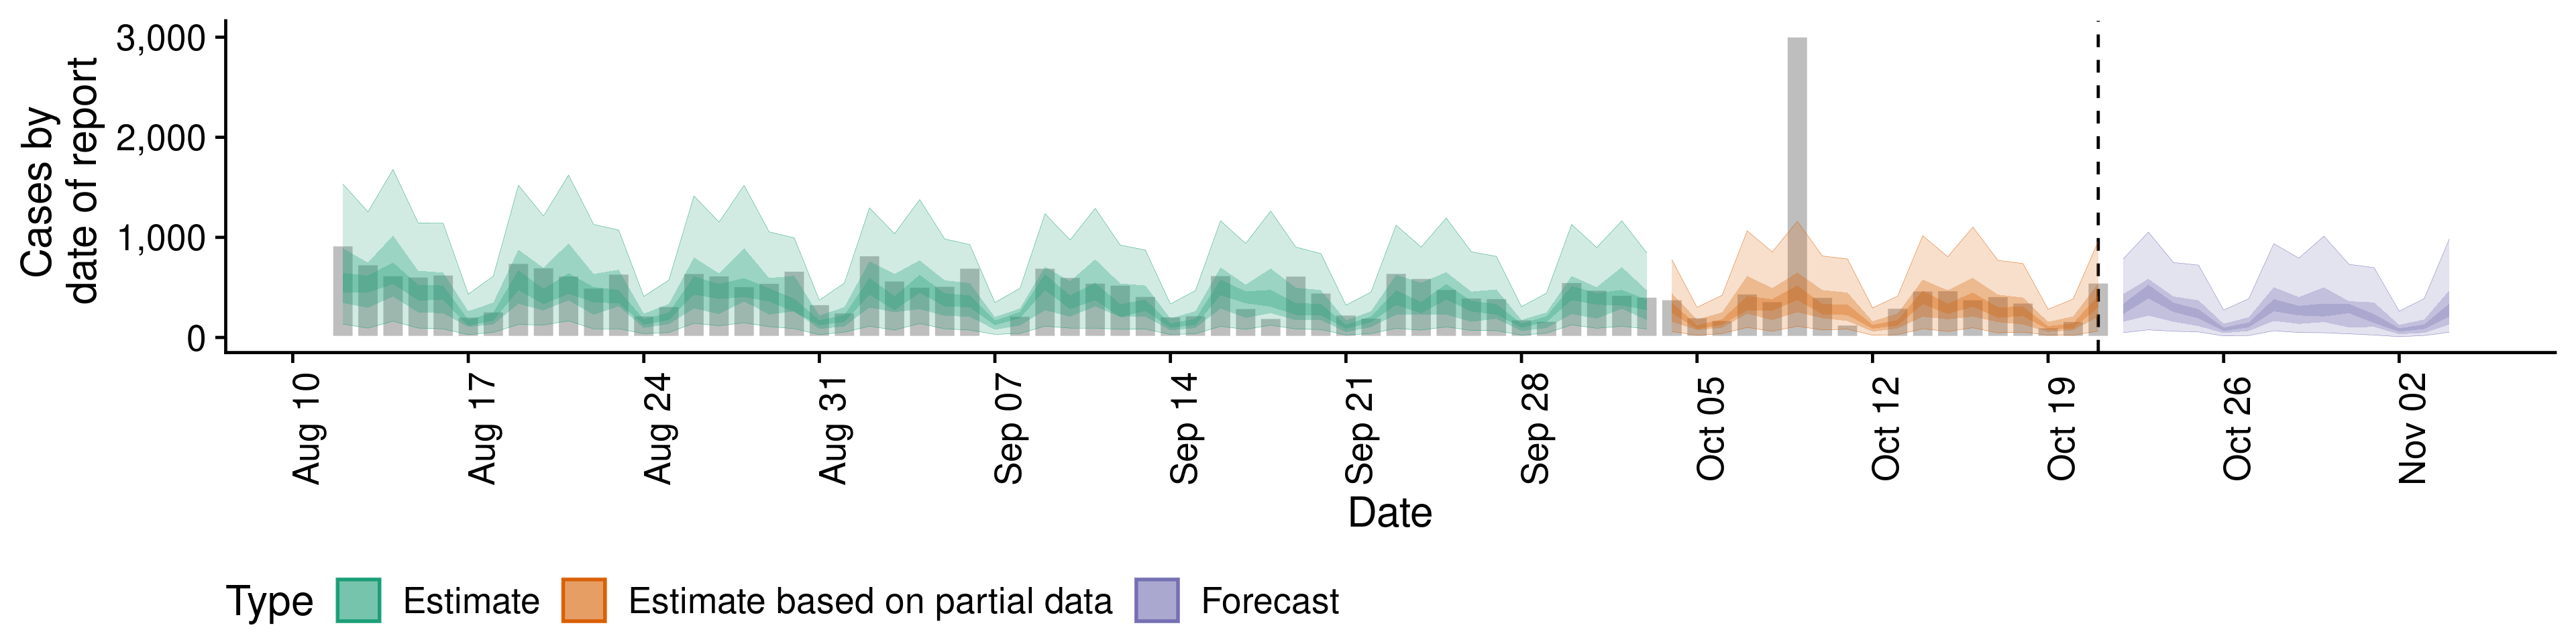 Cases by
date of report
3,000
2,000
1,000
0
Aug 10
Aug 17
Aug 24
Aug 31
Sep 07
Sep 14
Sep 21
Sep 28
Oct 05
Oct 12
Oct 19
Oct 26
Nov 02
Date
Type Estimate Estimate based on partial data Forecast